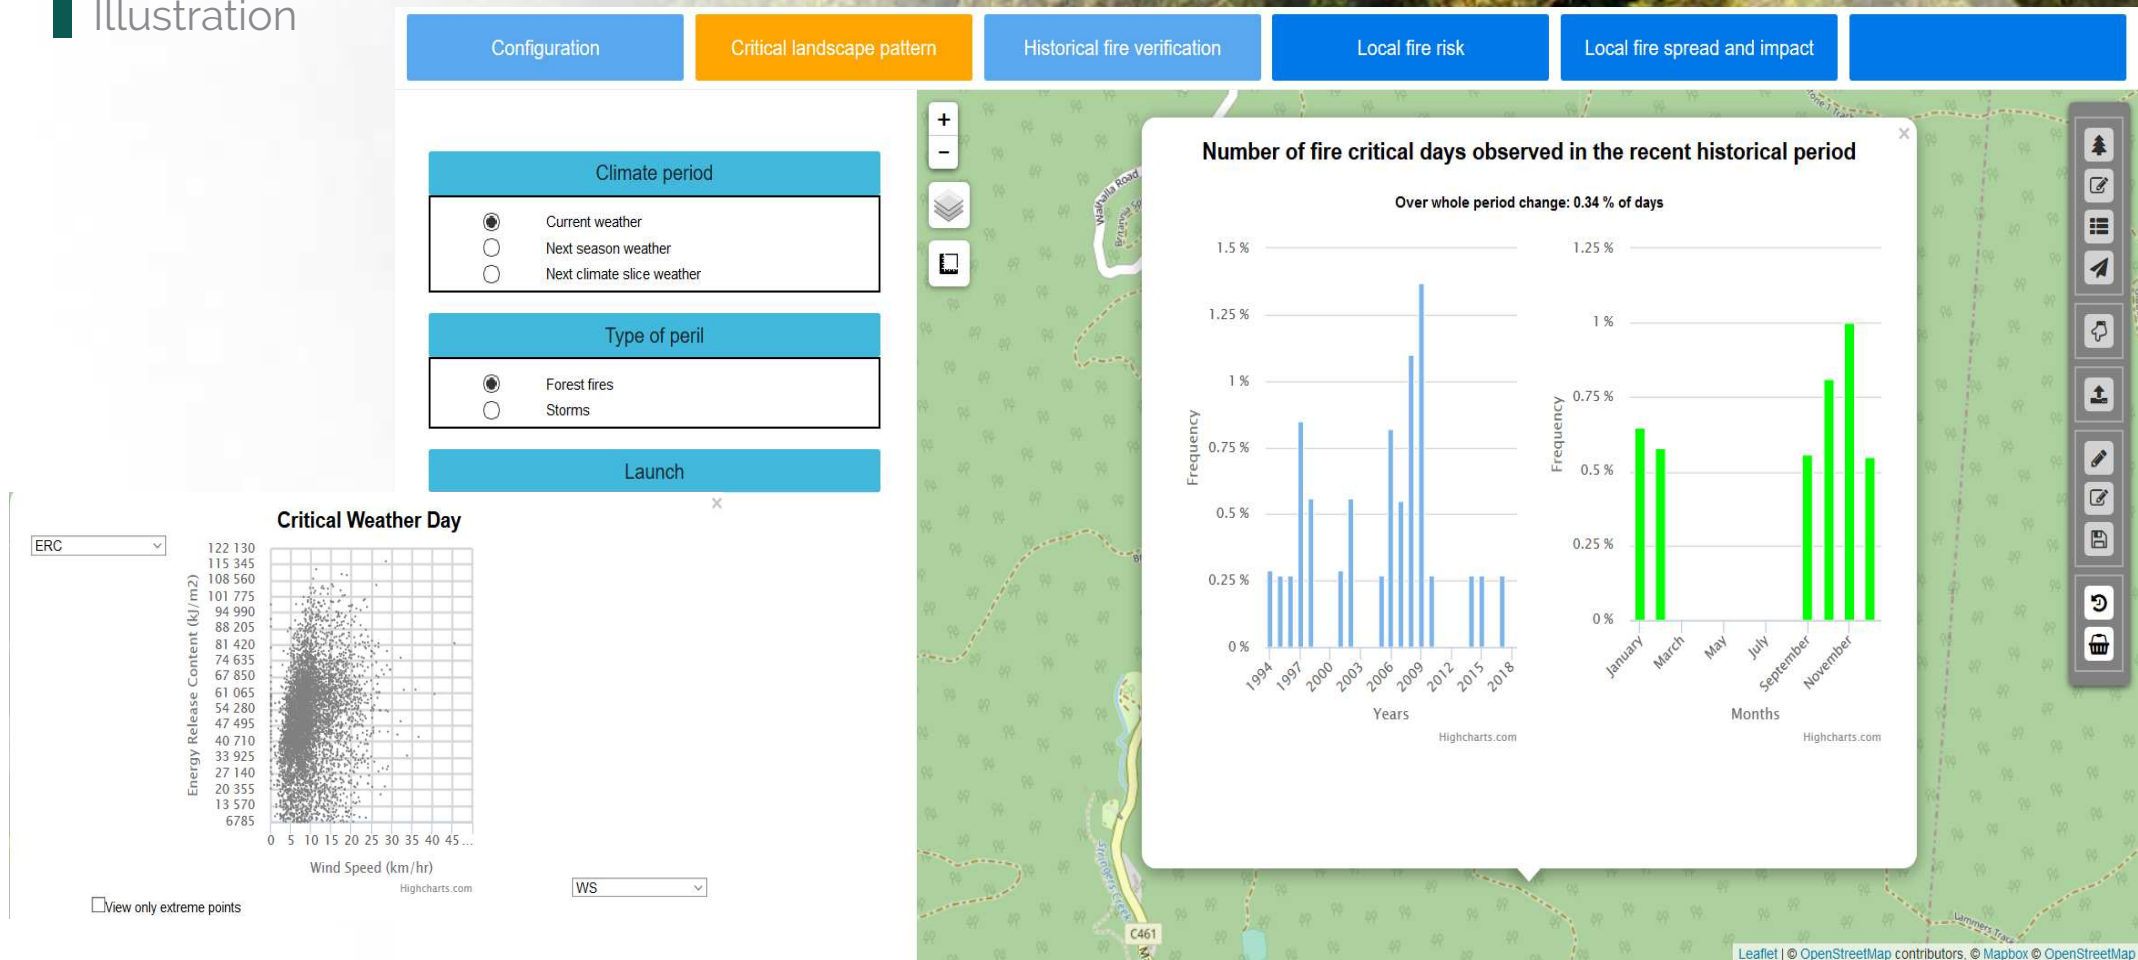 Illustration
Configuration
Critical landscape pattern
Historical fire verification
Local fire risk
Local fire spread and impact
Climate period
Current weather
Next season weather
Next climate slice weather
Type of peril
Forest fires
Storms
Launch
×
Critical Weather Day
ERC
Energy Release Content (kJ/m2)
122 130
115 345
108 560
101 775
94 990
88 205
81 420
74 635
67 850
61 065
54 280
47 495
40 710
33 925
27 140
20 355
13 570
6785
0 5 10 15 20 25 30 35 40 45 ...
Wind Speed (km/hr)
Highcharts.com
WS
View only extreme points
+
−
×
Number of fire critical days observed in the recent historical period
Over whole period change: 0.34 % of days
Frequency
1.5 %
1.25 %
1 %
0.75 %
0.5 %
0.25 %
0 %
1994 1997 2000 2003 2006 2009 2012 2015 2018
Years
Highcharts.com
Frequency
1.25 %
1 %
0.75 %
0.5 %
0.25 %
0 %
January March May July September November
Months
Highcharts.com
Walhalla Road
Stringers Creek
C461
Lammers Track
Leaflet | © OpenStreetMap contributors, © Mapbox © OpenStreetMap